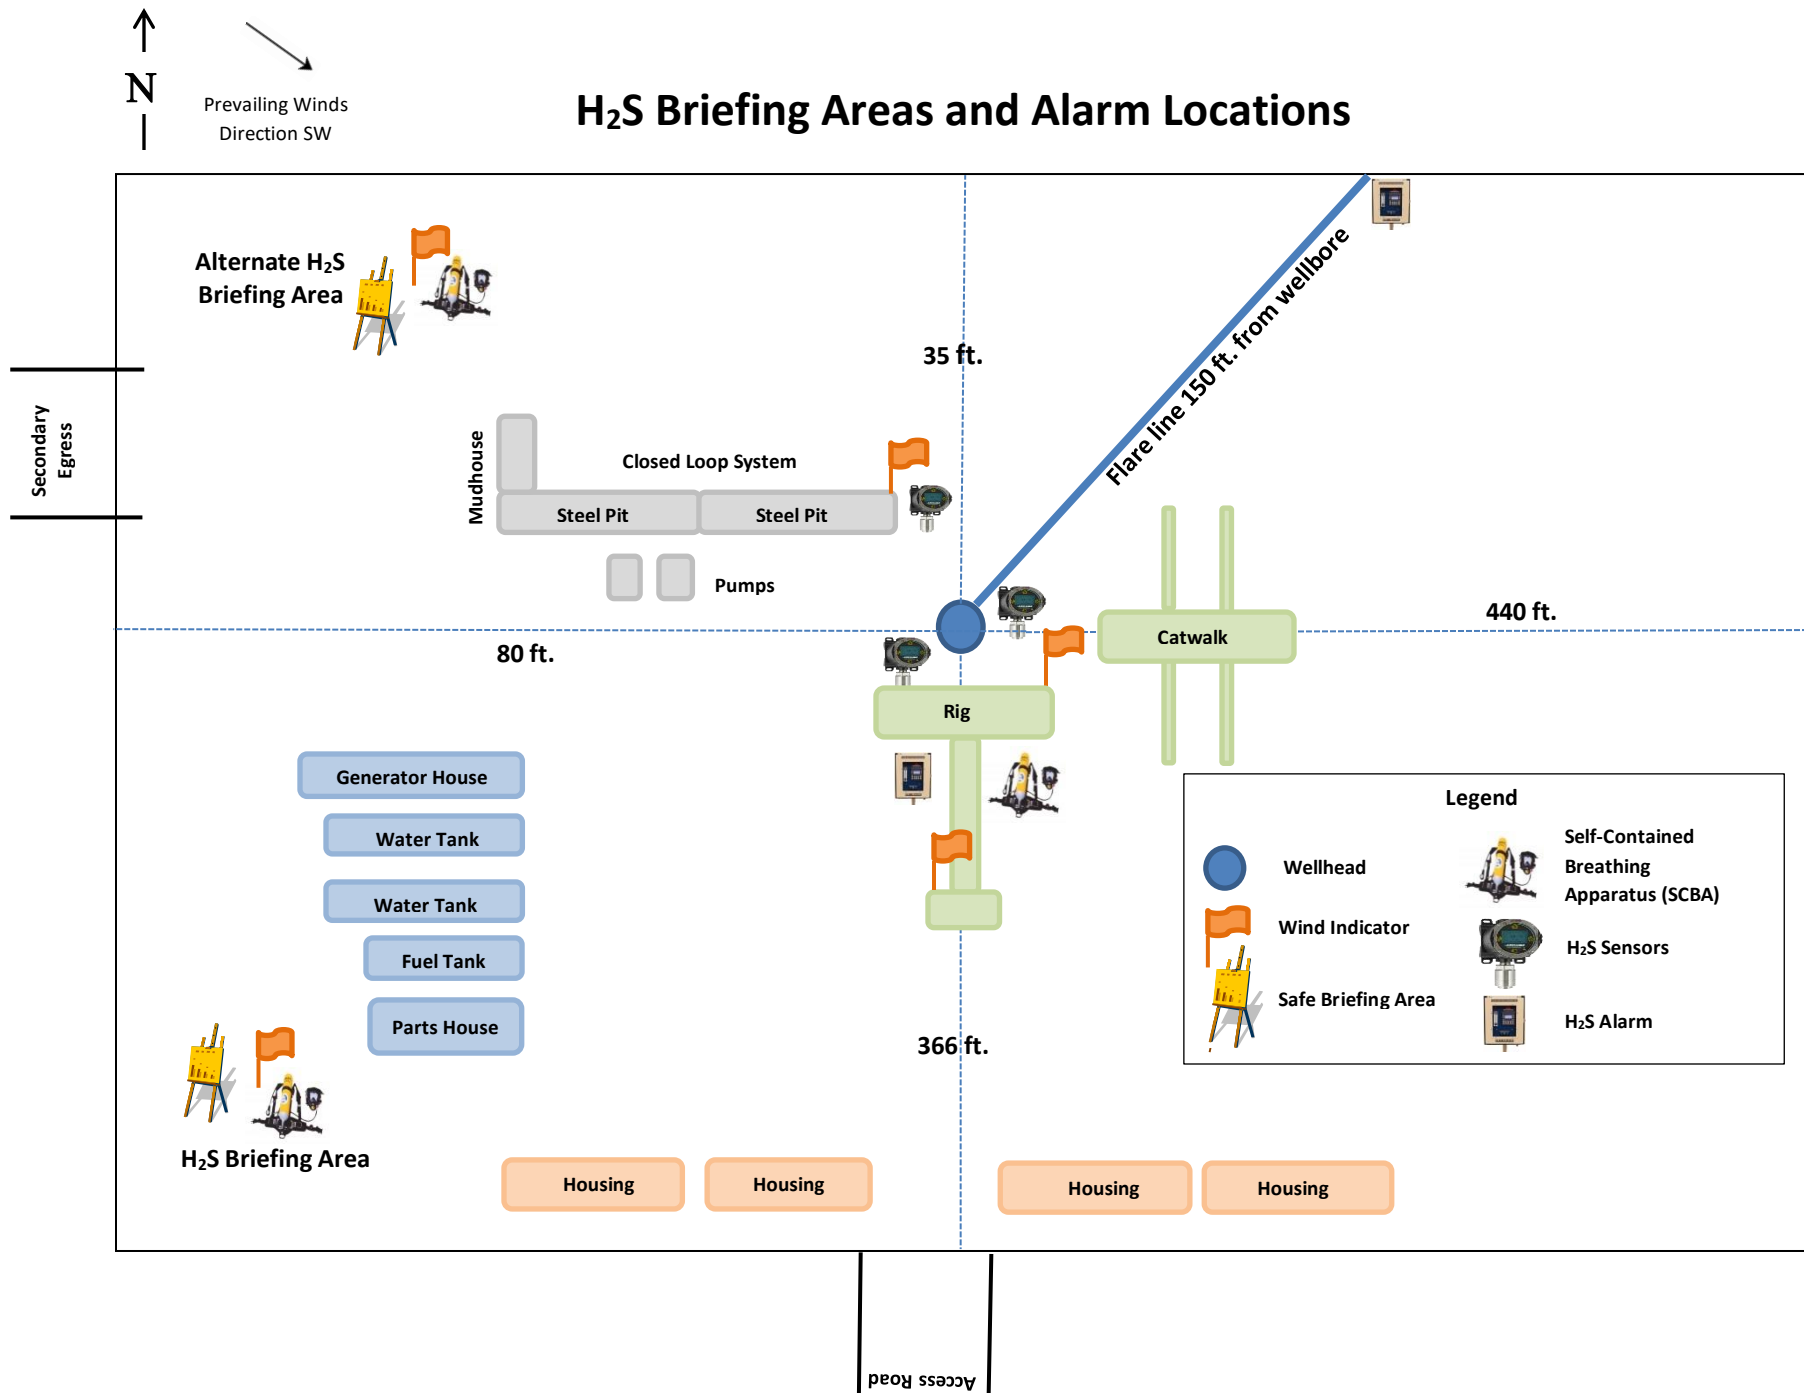 N
Prevailing Winds
Direction SW
H₂S Briefing Areas and Alarm Locations
Alternate H₂S
Briefing Area
35 ft.
Flare line 150 ft. from wellbore
Secondary
Egress
Mudhouse
Closed Loop System
Steel Pit
Steel Pit
Pumps
80 ft.
440 ft.
Catwalk
Rig
Generator House
Water Tank
Water Tank
Fuel Tank
Parts House
366 ft.
H₂S Briefing Area
Housing
Housing
Housing
Housing
Legend
Wellhead
Wind Indicator
Safe Briefing Area
Self-Contained
Breathing
Apparatus (SCBA)
H₂S Sensors
H₂S Alarm
Access Road